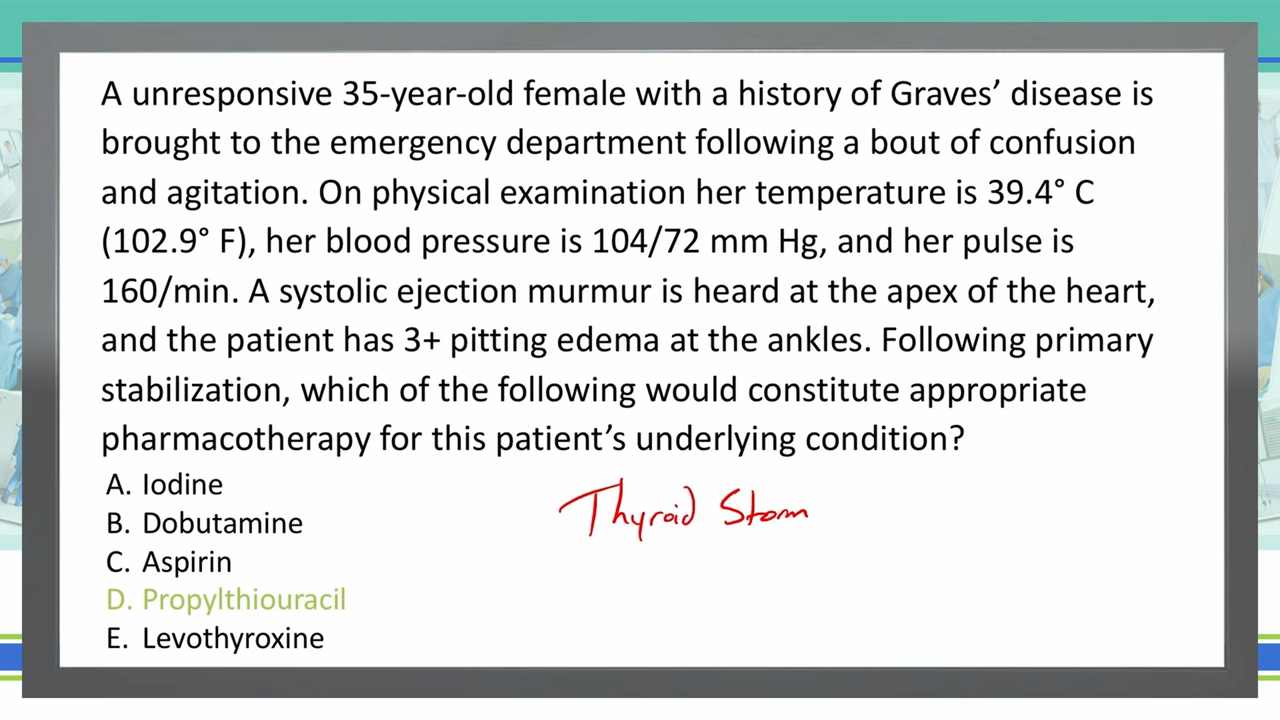 A unresponsive 35-year-old female with a history of Graves’ disease is
brought to the emergency department following a bout of confusion
and agitation. On physical examination her temperature is 39.4° C
(102.9° F), her blood pressure is 104/72 mm Hg, and her pulse is
160/min. A systolic ejection murmur is heard at the apex of the heart,
and the patient has 3+ pitting edema at the ankles. Following primary
stabilization, which of the following would constitute appropriate
pharmacotherapy for this patient’s underlying condition?
A. Iodine
B. Dobutamine
C. Aspirin
D. Propylthiouracil
E. Levothyroxine
Thyroid Storm